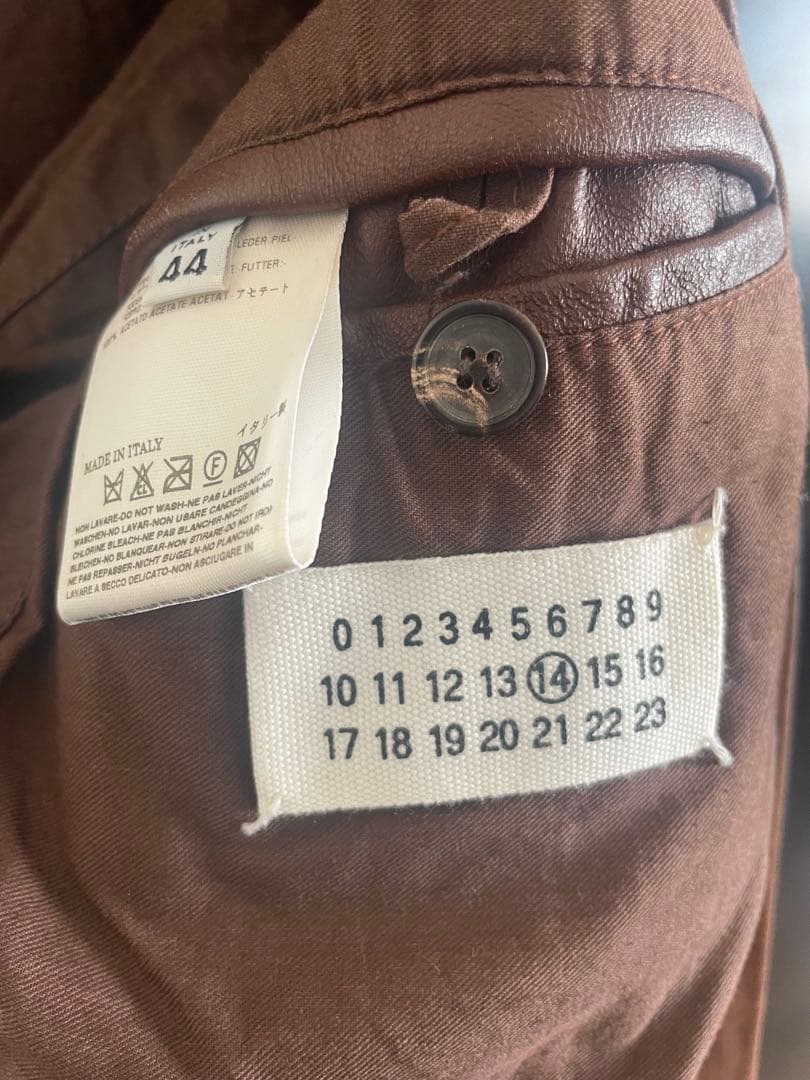 ITALY
44
LEDER-PIEL-
E-FUTTER:-
100% ACETATO ACETATE ACETAT-アセテート
MADE IN ITALY
イタリー製
CL
F
NON LAVARE-DO NOT WASH-NE PAS LAVER-NICHT
WASCHEN-NO LAVAR-NON USARE CANDEGGINA-NO
CHLORINE BLEACH-NE PAS BLANCHIR-NICHT
BLEICHEN-NO BLANQUEAR-NON STIRARE-DO NOT IRON
NE PAS REPASSER-NICHT BUGELN-NO PLANCHAR-
LAVARE A SECCO DELICATO-NON ASCIUGARE IN
0 1 2 3 4 5 6 7 8 9
10 11 12 13 14 15 16
17 18 19 20 21 22 23